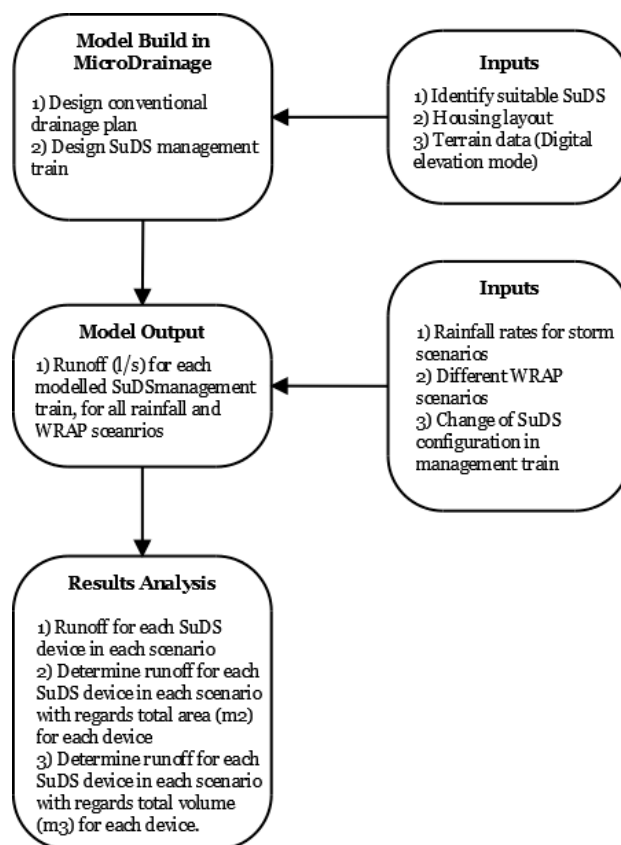 Model Build in
MicroDrainage
1) Design conventional
drainage plan
2) Design SuDS management
train
Inputs
1) Identify suitable SuDS
2) Housing layout
3) Terrain data (Digital
elevation mode)
Model Output
1) Runoff (l/s) for each
modelled SuDSmanagement
train, for all rainfall and
WRAP sceanrios
Inputs
1) Rainfall rates for storm
scenarios
2) Different WRAP
scenarios
3) Change of SuDS
configuration in
management train
Results Analysis
1) Runoff for each SuDS
device in each scenario
2) Determine runoff for each
SuDS device in each scenario
with regards total area (m2)
for each device
3) Determine runoff for each
SuDS device in each scenario
with regards total volume
(m3) for each device.